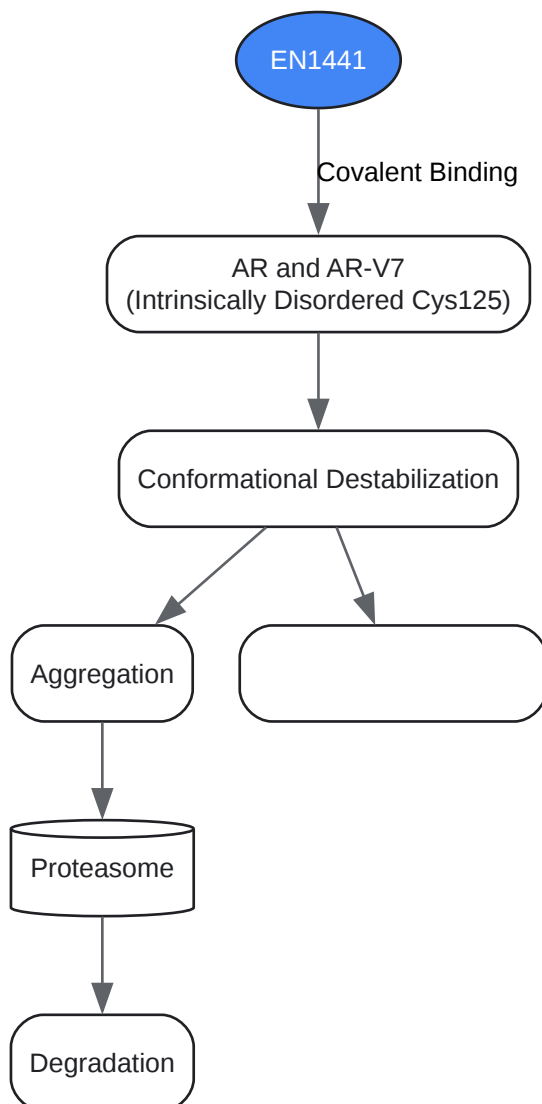 EN1441
Covalent Binding
AR and AR-V7
(Intrinsically Disordered Cys125)
Conformational Destabilization
Aggregation
Proteasome
Degradation